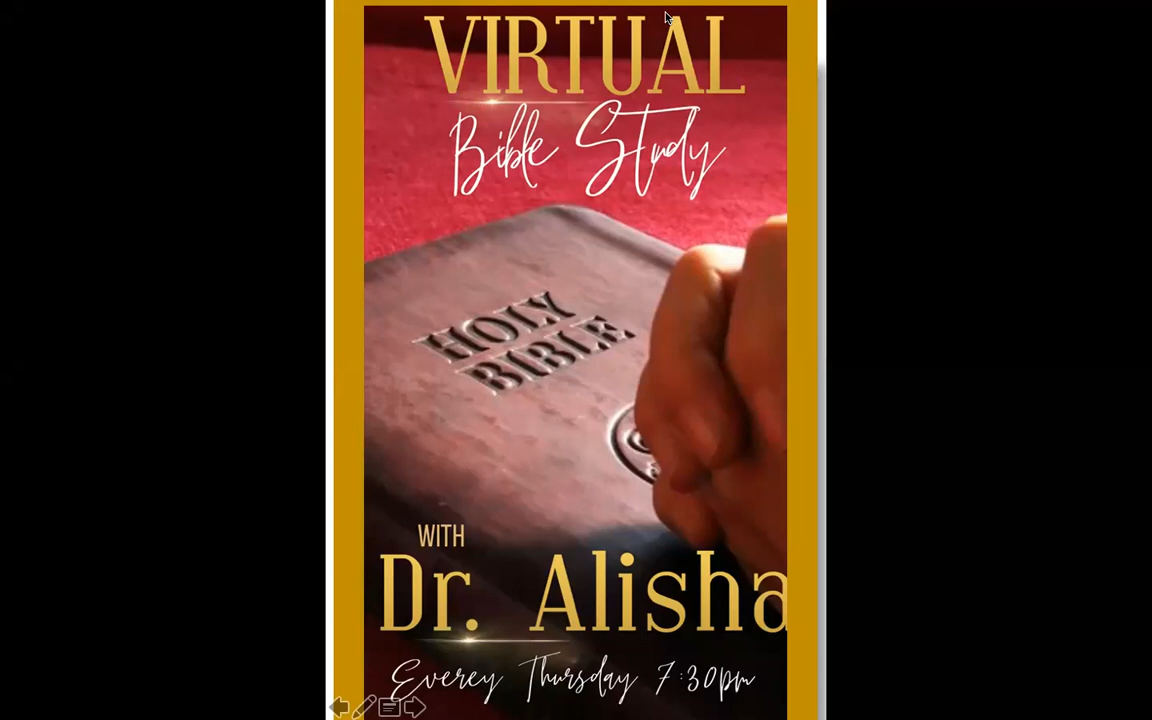 VIRTUAL
Bible Study
HOLY
BIBLE
WITH
Dr. Alisha
Everey Thursday 7:30pm